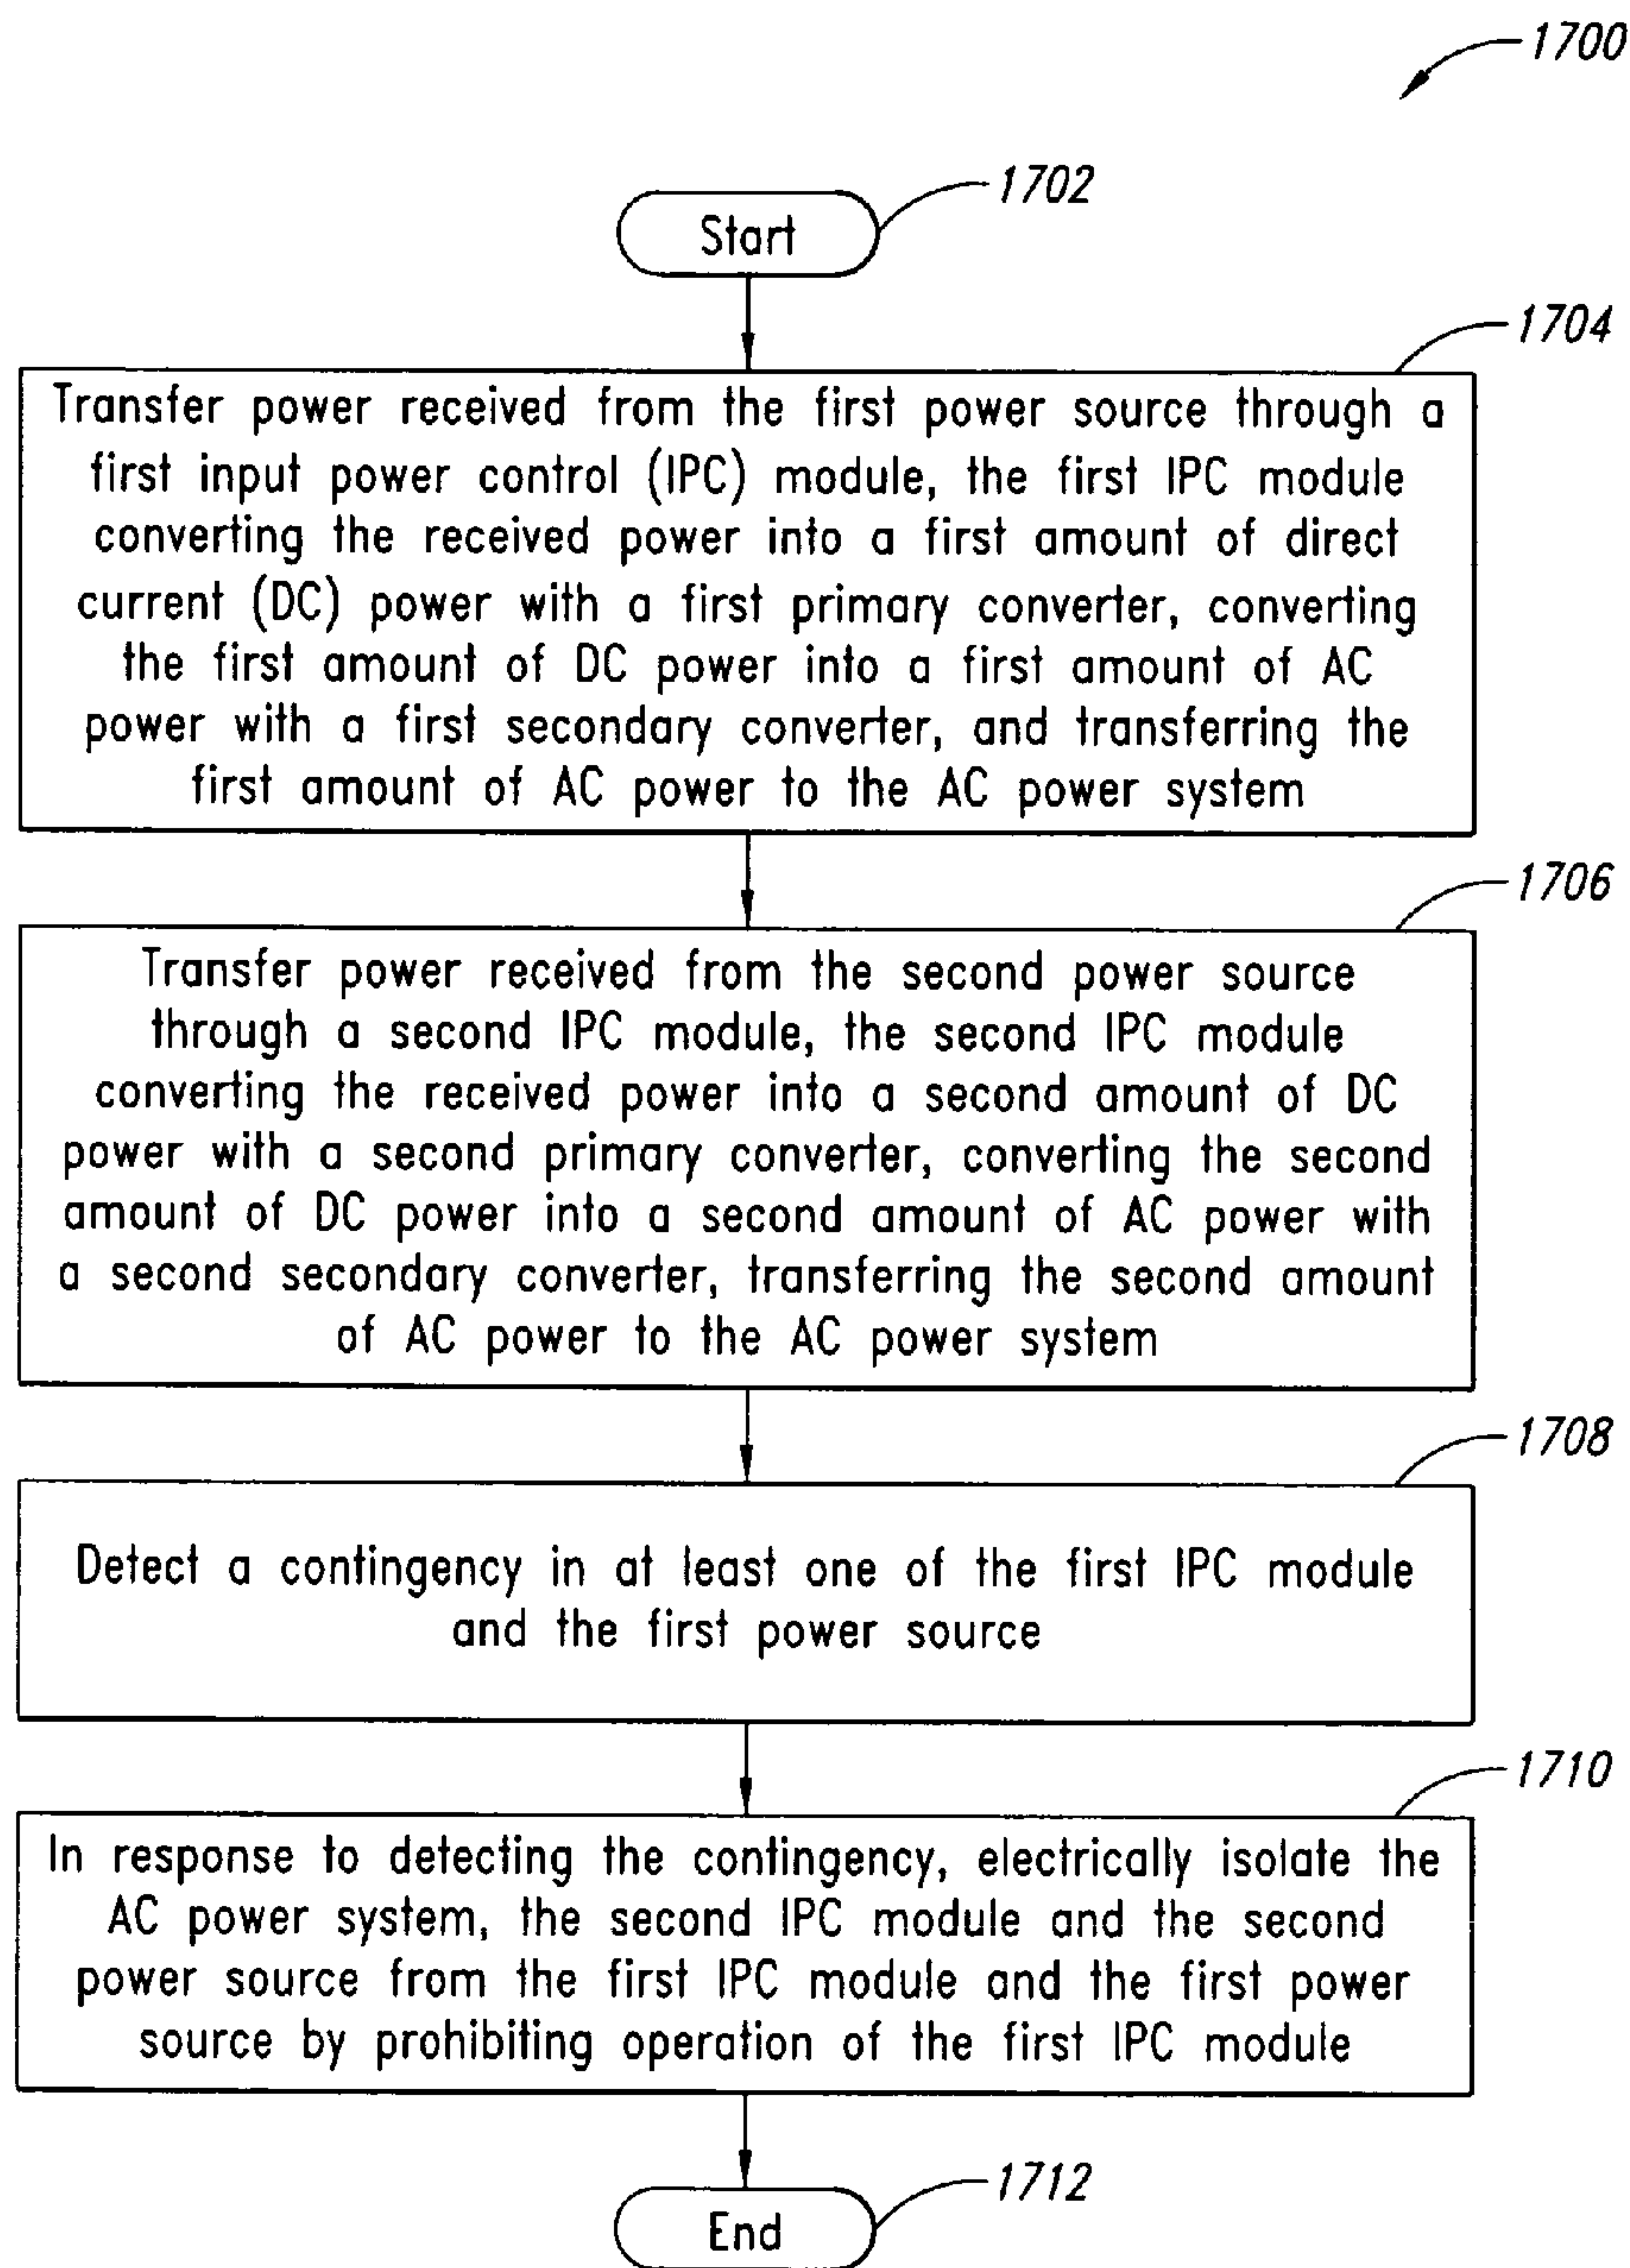 1700
1702
Start
1704
Transfer power received from the first power source through a
first input power control (IPC) module, the first IPC module
converting the received power into a first amount of direct
current (DC) power with a first primary converter, converting
the first amount of DC power into a first amount of AC
power with a first secondary converter, and transferring the
first amount of AC power to the AC power system
1706
Transfer power received from the second power source
through a second IPC module, the second IPC module
converting the received power into a second amount of DC
power with a second primary converter, converting the second
amount of DC power into a second amount of AC power with
a second secondary converter, transferring the second amount
of AC power to the AC power system
1708
Detect a contingency in at least one of the first IPC module
and the first power source
1710
In response to detecting the contingency, electrically isolate the
AC power system, the second IPC module and the second
power source from the first IPC module and the first power
source by prohibiting operation of the first IPC module
1712
End